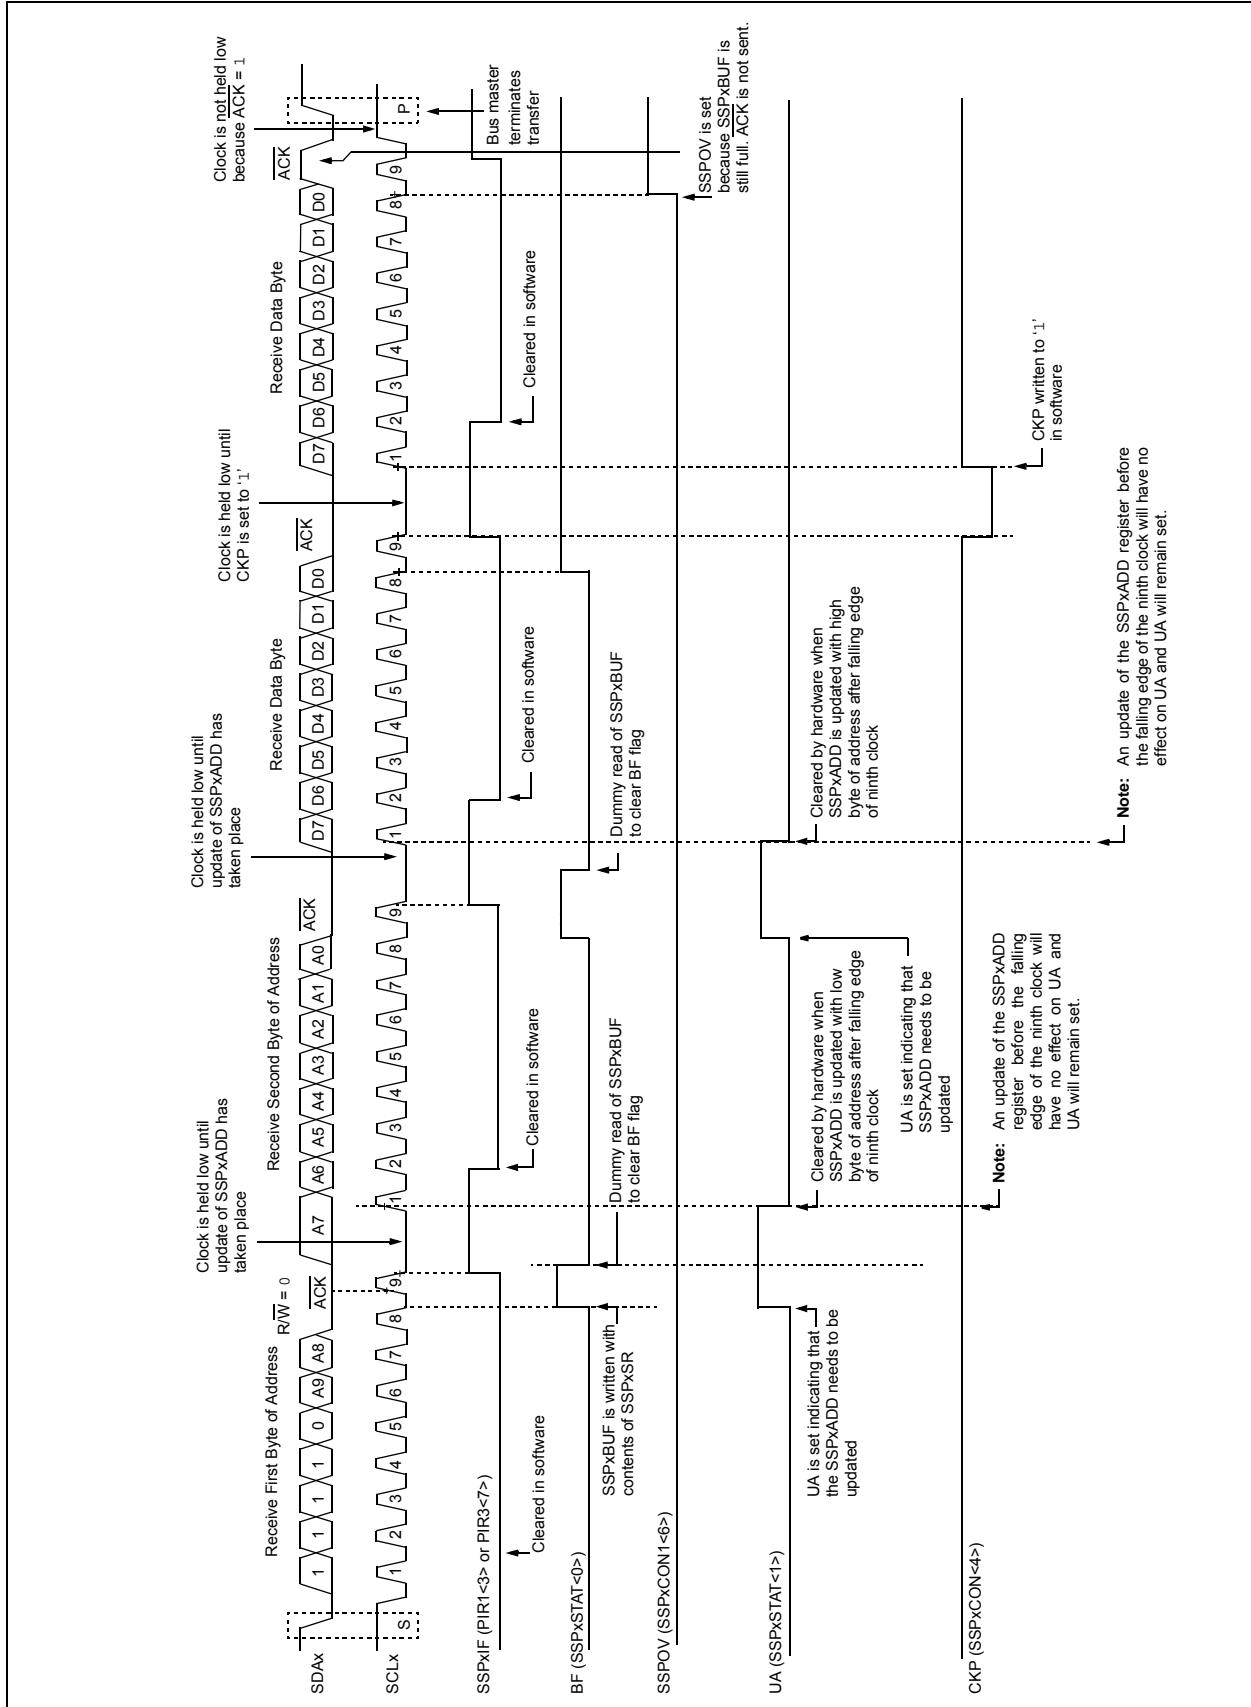 Receive First Byte of Address
R/W = 0
ACK
Clock is held low until
update of SSPxADD has
taken place
Receive Second Byte of Address
ACK
Clock is held low until
update of SSPxADD has
taken place
Receive Data Byte
ACK
Clock is held low until
CKP is set to ‘1’
Receive Data Byte
ACK
Clock is not held low
because ACK = 1
SDAx
1 1 1 1 0 A9 A8 A7 A6 A5 A4 A3 A2 A1 A0 D7 D6 D5 D4 D3 D2 D1 D0 D7 D6 D5 D4 D3 D2 D1 D0
SCLx
S 1 2 3 4 5 6 7 8 9 1 2 3 4 5 6 7 8 9 1 2 3 4 5 6 7 8 9 1 2 3 4 5 6 7 8 9 P
Bus master
terminates
transfer
SSPxIF (PIR1<3> or PIR3<7>)
Cleared in software
Cleared in software
Cleared in software
Cleared in software
BF (SSPxSTAT<0>)
SSPxBUF is written with
contents of SSPxSR
Dummy read of SSPxBUF
to clear BF flag
Dummy read of SSPxBUF
to clear BF flag
SSPOV (SSPxCON1<6>)
SSPOV is set
because SSPxBUF is
still full. ACK is not sent.
UA (SSPxSTAT<1>)
UA is set indicating that
the SSPxADD needs to be
updated
Cleared by hardware when
SSPxADD is updated with low
byte of address after falling edge
of ninth clock
UA is set indicating that
SSPxADD needs to be
updated
Cleared by hardware when
SSPxADD is updated with high
byte of address after falling edge
of ninth clock
CKP (SSPxCON<4>)
CKP written to ‘1’
in software
Note: An update of the SSPxADD
register before the falling
edge of the ninth clock will
have no effect on UA and
UA will remain set.
Note: An update of the SSPxADD register before
the falling edge of the ninth clock will have no
effect on UA and UA will remain set.